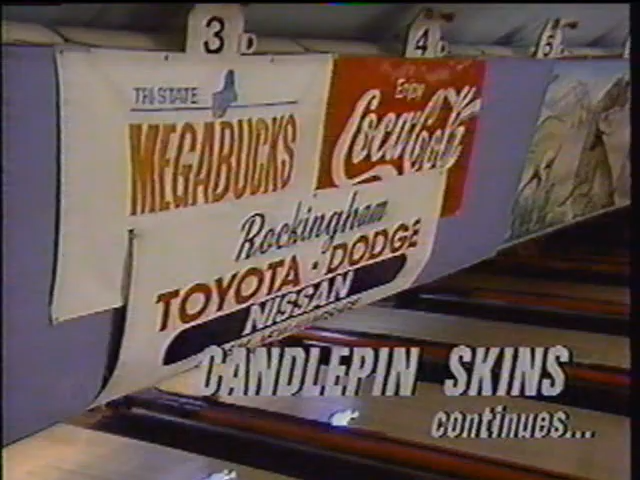 3
4
5
TRI-STATE
MEGABUCKS
Enjoy
Coca-Cola
Rockingham
TOYOTA · DODGE
NISSAN
CANDLEPIN SKINS
continues...